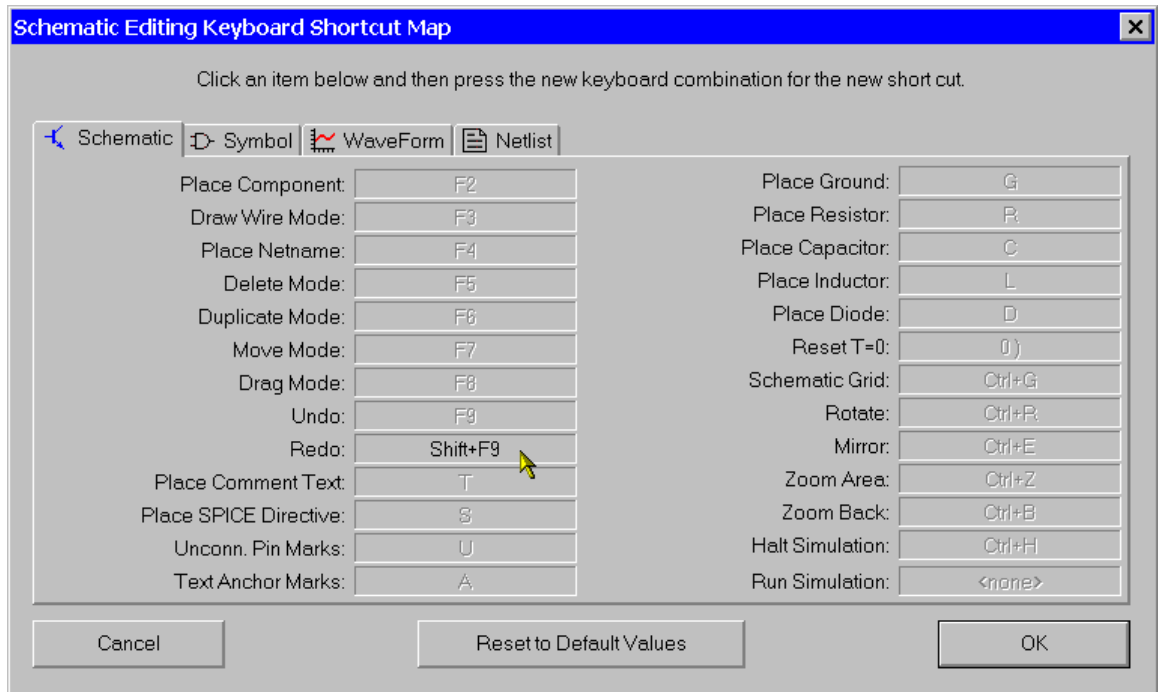 Schematic Editing Keyboard Shortcut Map
Click an item below and then press the new keyboard combination for the new short cut.
Schematic Symbol WaveForm Netlist
Place Component: F2
Draw Wire Mode: F3
Place Netname: F4
Delete Mode: F5
Duplicate Mode: F6
Move Mode: F7
Drag Mode: F8
Undo: F9
Redo: Shift+F9
Place Comment Text: T
Place SPICE Directive: S
Unconn. Pin Marks: U
Text Anchor Marks: A
Place Ground: G
Place Resistor: R
Place Capacitor: C
Place Inductor: L
Place Diode: D
Reset T=0: 0 )
Schematic Grid: Ctrl+G
Rotate: Ctrl+R
Mirror: Ctrl+E
Zoom Area: Ctrl+Z
Zoom Back: Ctrl+B
Halt Simulation: Ctrl+H
Run Simulation: <none>
Cancel Reset to Default Values OK